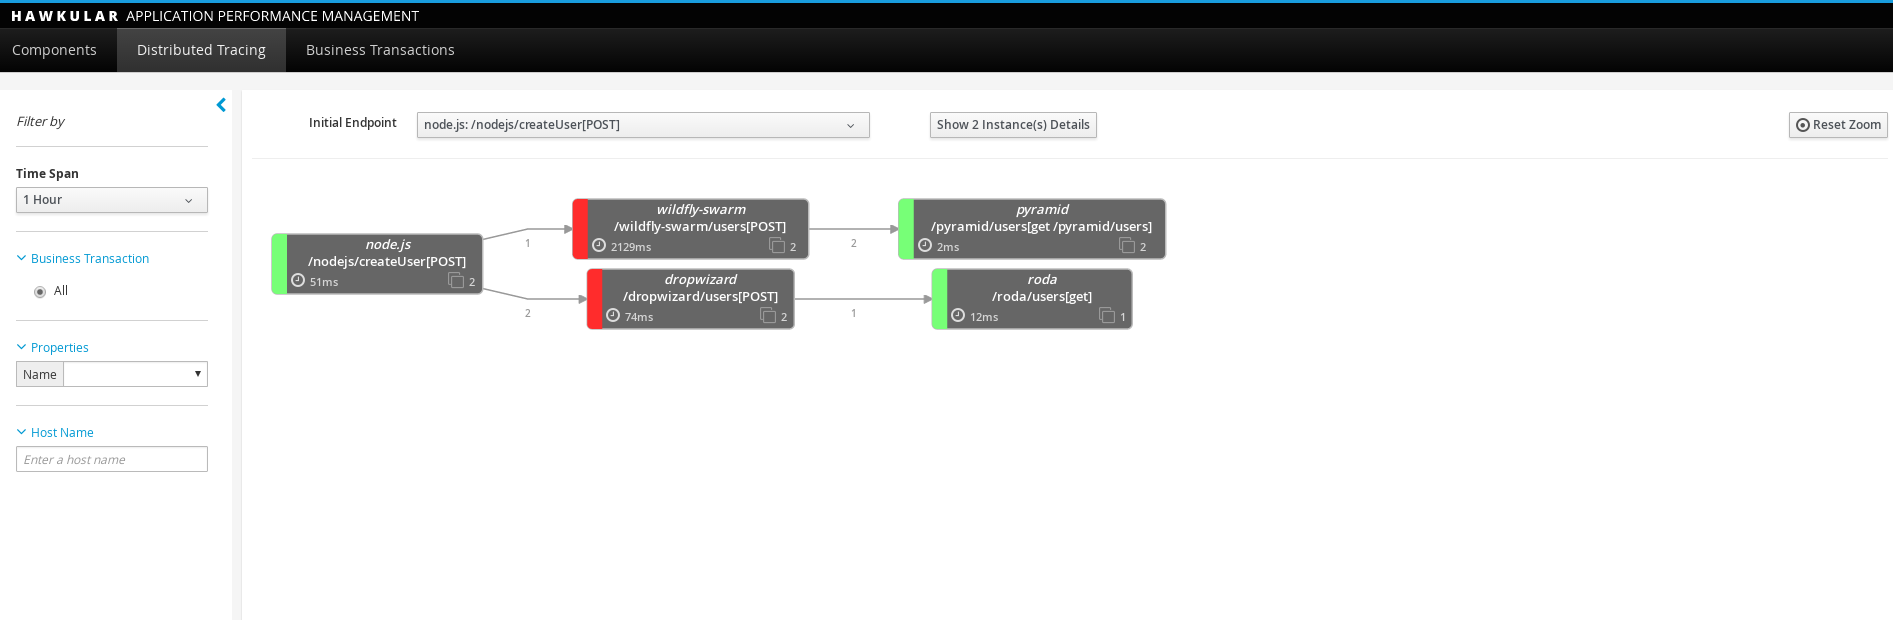 HAWKULAR APPLICATION PERFORMANCE MANAGEMENT
Components Distributed Tracing Business Transactions
Filter by
Time Span
1 Hour
Business Transaction
All
Properties
Name
Host Name
Enter a host name
Initial Endpoint node.js: /nodejs/createUser[POST] Show 2 Instance(s) Details Reset Zoom
node.js
/nodejs/createUser[POST]
51ms 2
1
2
wildfly-swarm
/wildfly-swarm/users[POST]
2129ms 2
2
pyramid
/pyramid/users[get /pyramid/users]
2ms 2
dropwizard
/dropwizard/users[POST]
74ms 2
1
roda
/roda/users[get]
12ms 1